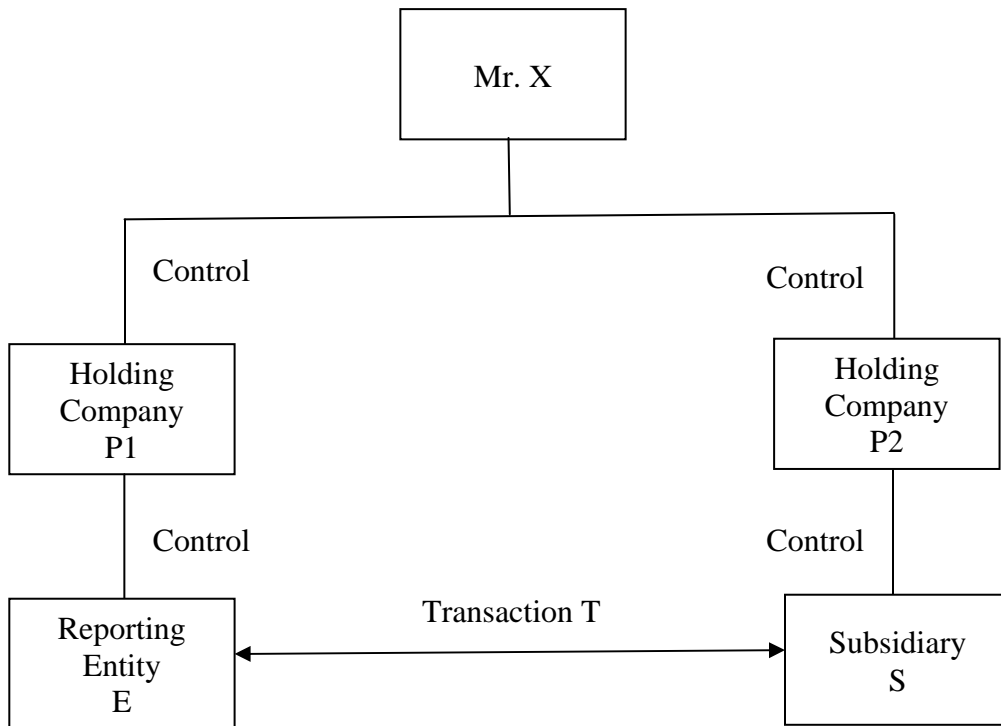 Mr. X
Control
Control
Holding
Company
P1
Holding
Company
P2
Control
Control
Reporting
Entity
E
Transaction T
Subsidiary
S